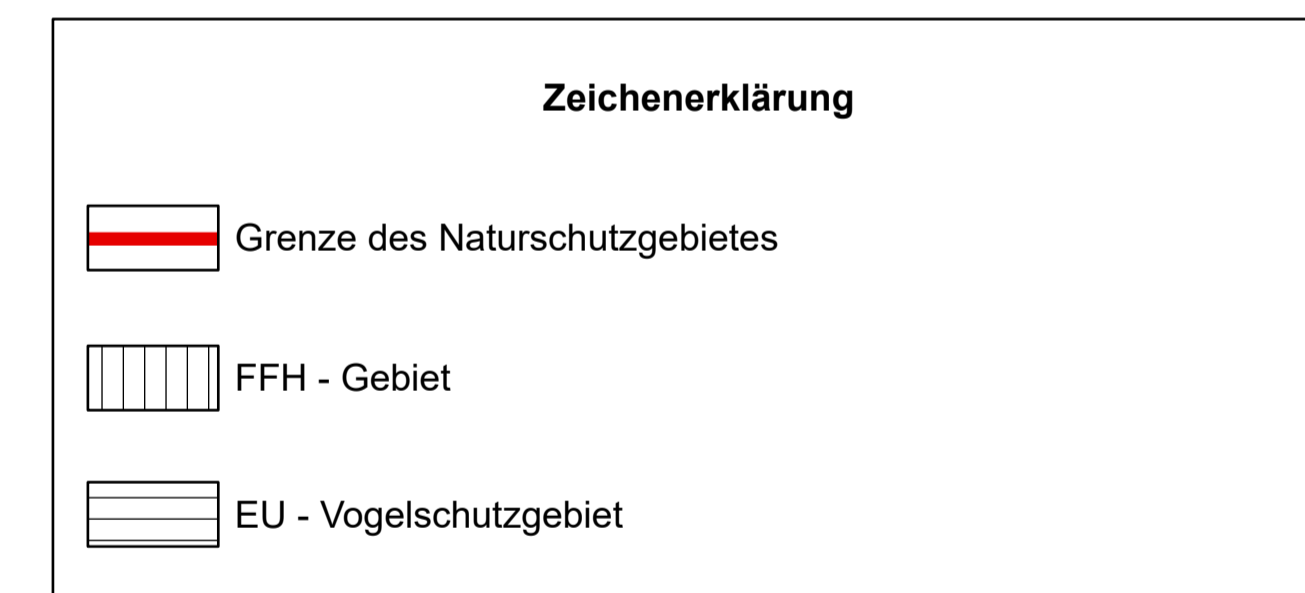 Zeichenerklärung
Grenze des Naturschutzgebietes
FFH - Gebiet
EU - Vogelschutzgebiet